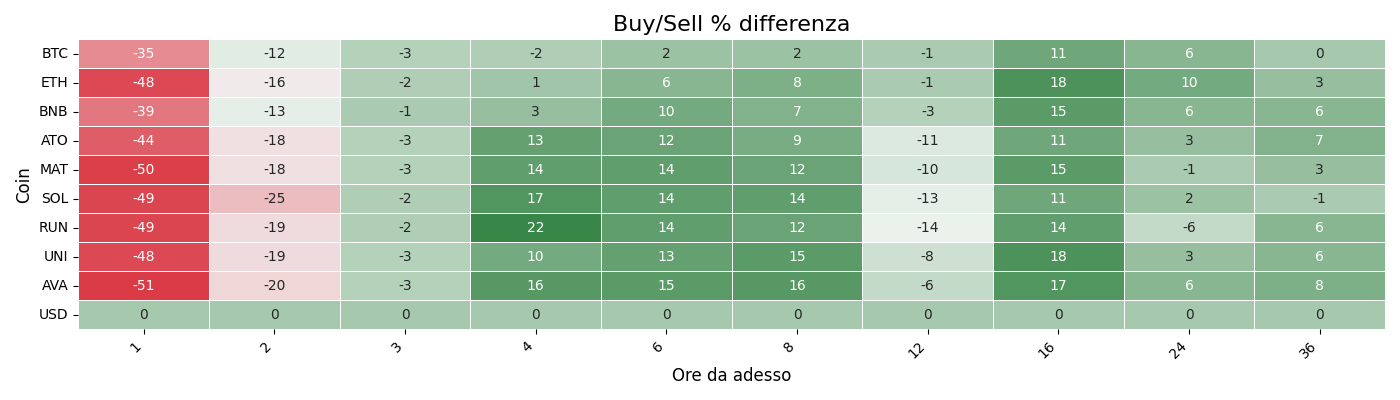 Buy/Sell % differenza
BTC -35 -12 -3 -2 2 2 -1 11 6 0
ETH -48 -16 -2 1 6 8 -1 18 10 3
BNB -39 -13 -1 3 10 7 -3 15 6 6
ATO -44 -18 -3 13 12 9 -11 11 3 7
MAT -50 -18 -3 14 14 12 -10 15 -1 3
SOL -49 -25 -2 17 14 14 -13 11 2 -1
RUN -49 -19 -2 22 14 12 -14 14 -6 6
UNI -48 -19 -3 10 13 15 -8 18 3 6
AVA -51 -20 -3 16 15 16 -6 17 6 8
USD 0 0 0 0 0 0 0 0 0 0
1 2 3 4 6 8 12 16 24 36
Coin
Ore da adesso